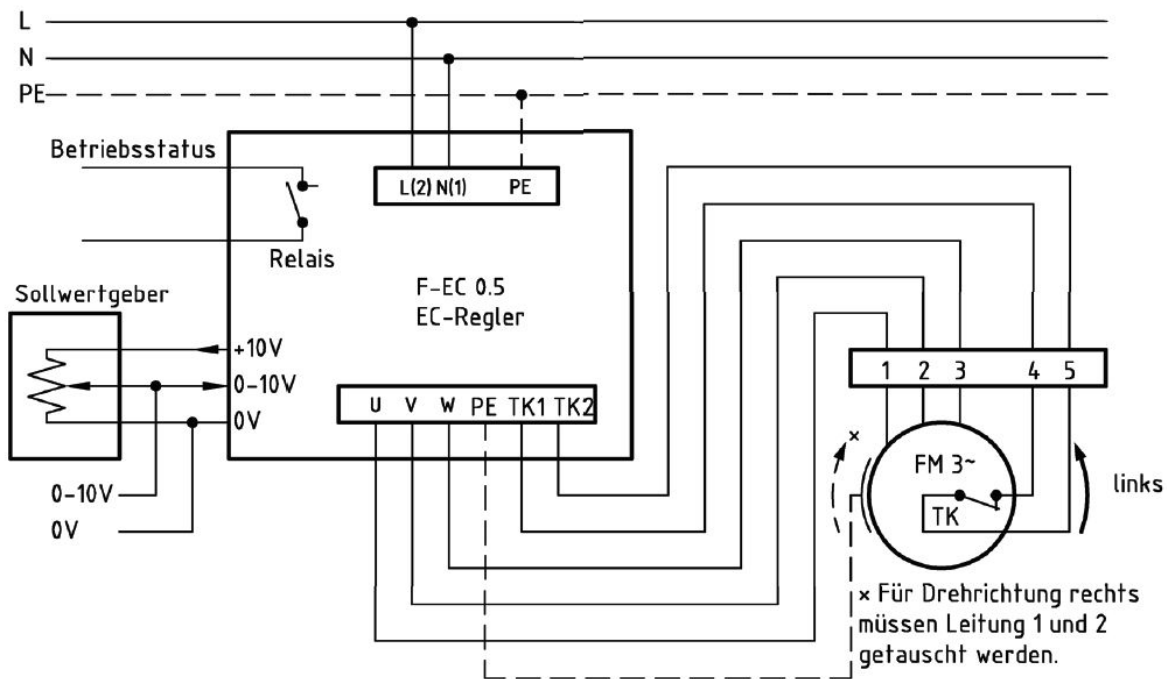 L
N
PE
Betriebsstatus
L(2) N(1) PE
Relais
F-EC 0.5
EC-Regler
Sollwertgeber
+10V
0-10V
0V
U V W PE TK1 TK2
0-10V
0V
1 2 3 4 5
×
FM 3~
TK
links
× Für Drehrichtung rechts
müssen Leitung 1 und 2
getauscht werden.